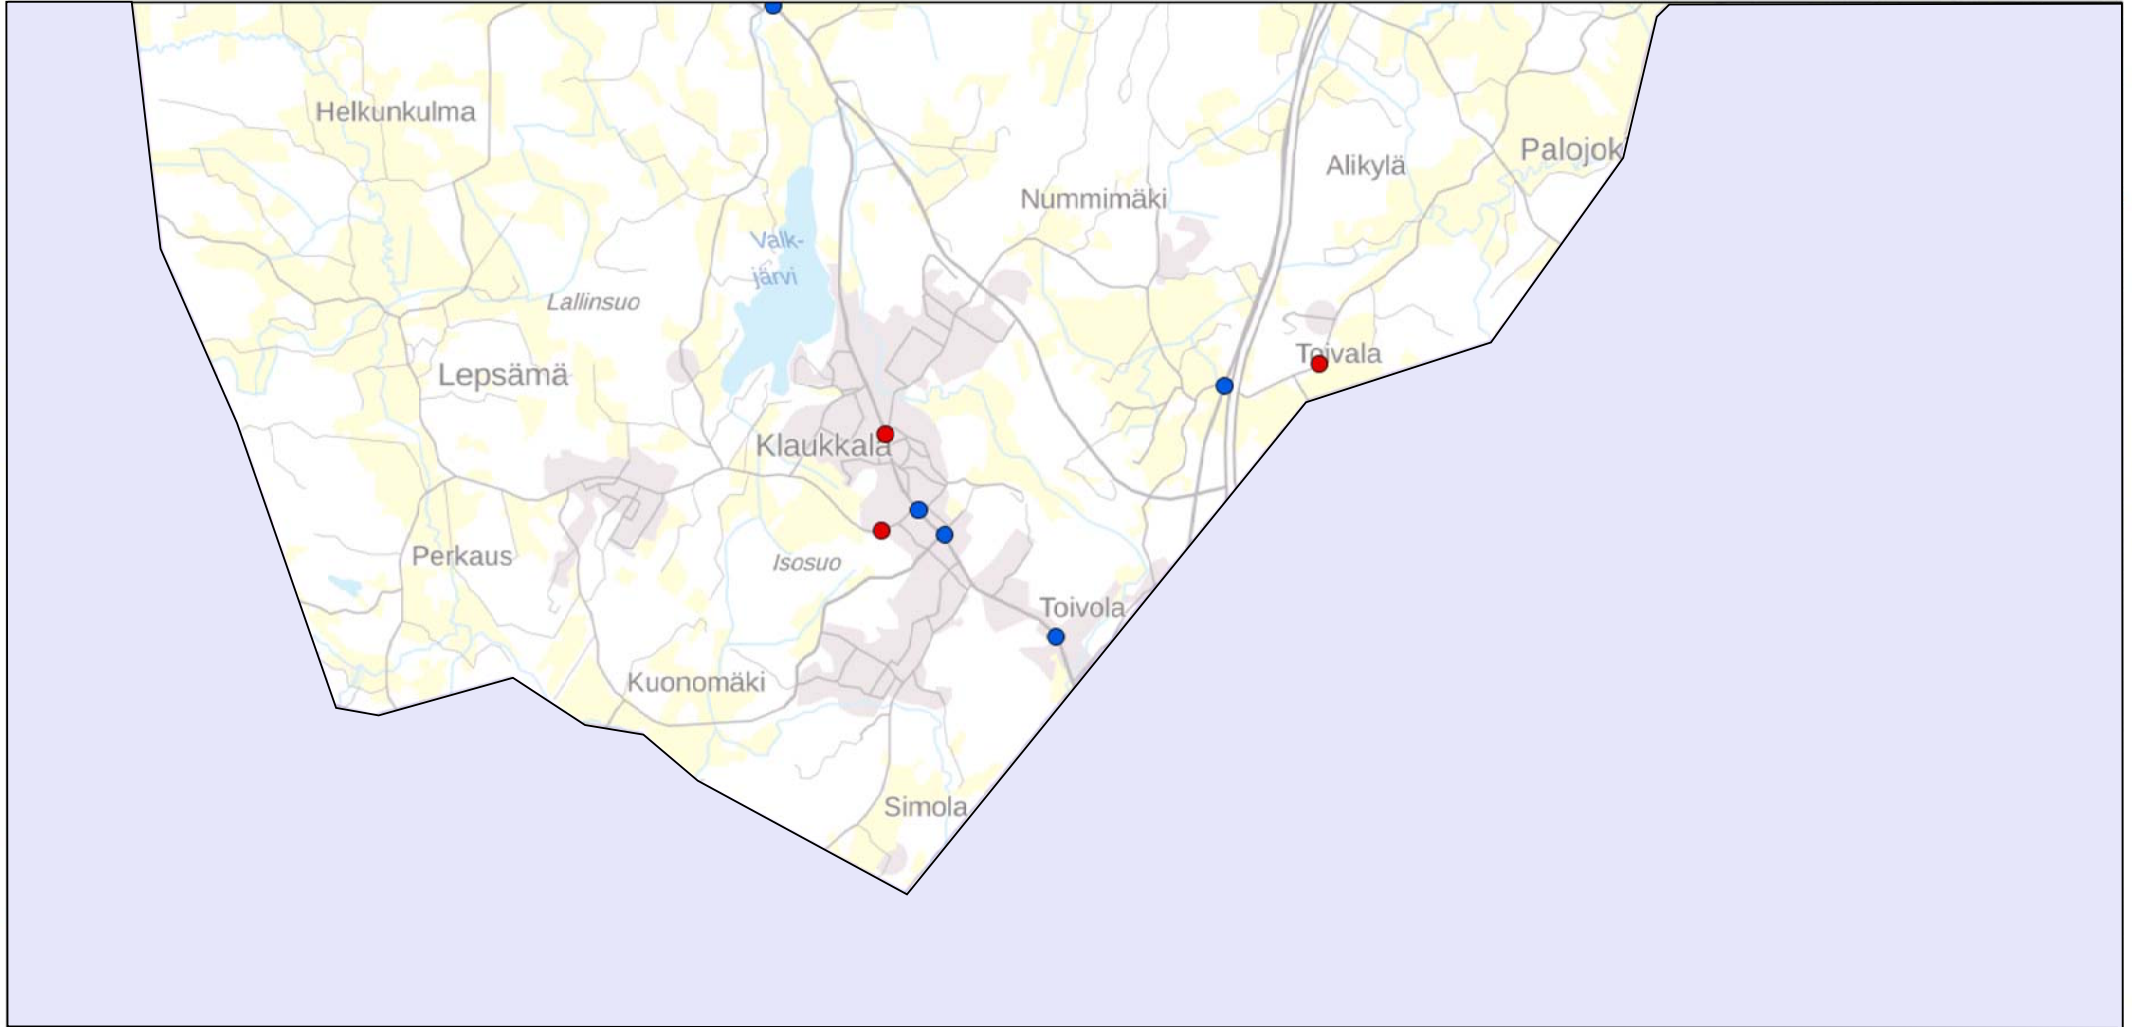 Helkunkulma
Palojok
Alikylä
Nummimäki
Valk-
järvi
Lallinsuo
Toivala
Lepsämä
Klaukkala
Perkaus
Isosuo
Toivola
Kuonomäki
Simola